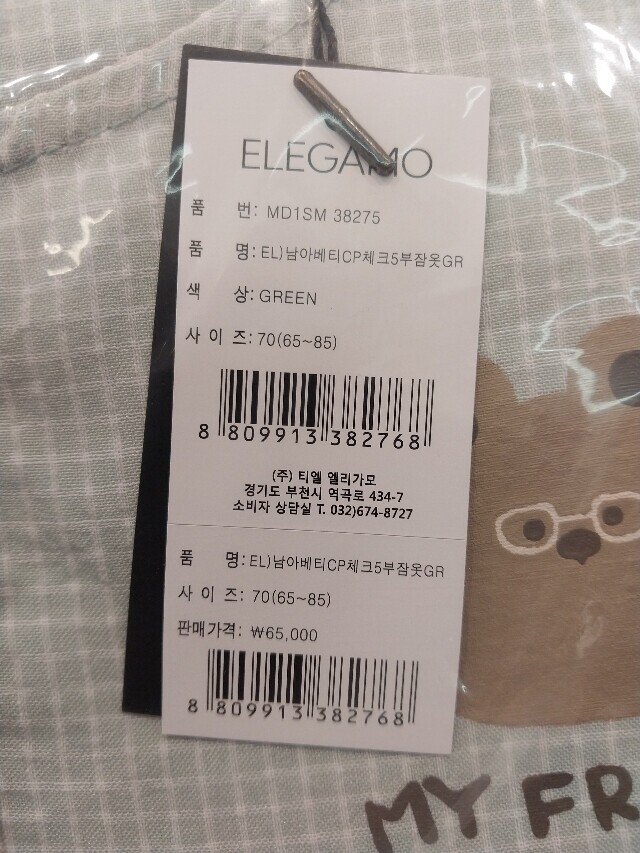 ELEGAMO
품 번: MD1SM 38275
품 명: EL)남아베티CP체크5부잠옷GR
색 상: GREEN
사 이 즈: 70(65~85)
8 809913 382768
(주) 티엘 엘리가모
경기도 부천시 역곡로 434-7
소비자 상담실 T. 032)674-8727
품 명: EL)남아베티CP체크5부잠옷GR
사 이 즈: 70(65~85)
판매가격: ₩65,000
8 809913 382768
MY FR